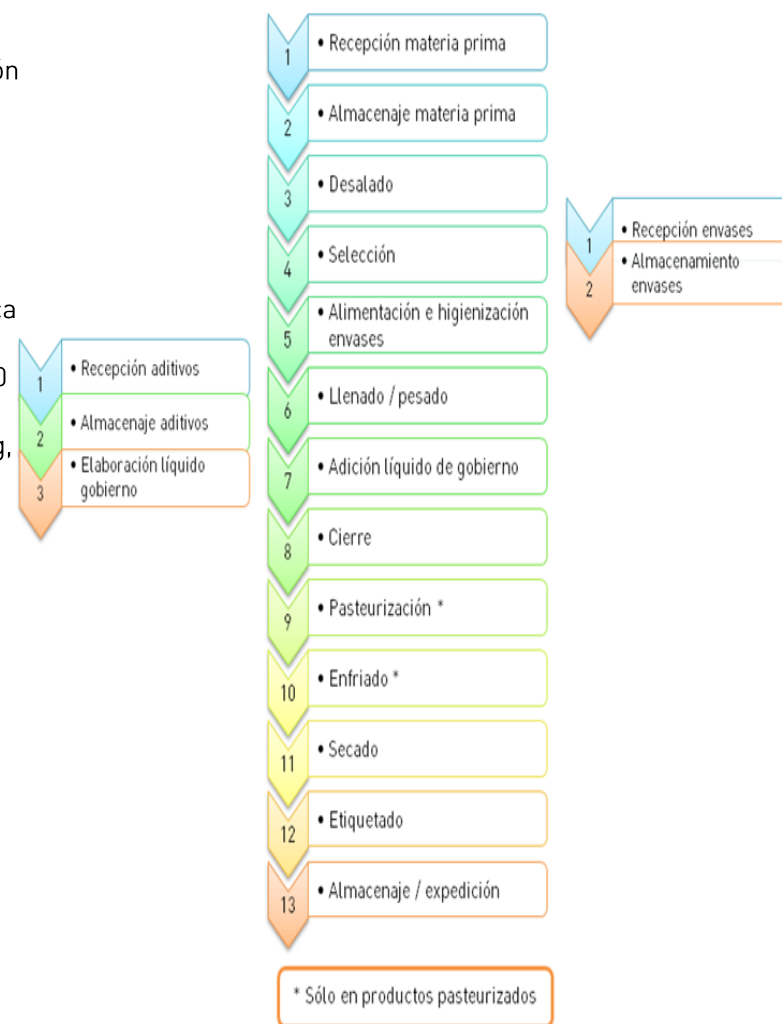 ón
ca
0
g,
1
• Recepción aditivos
2
• Almacenaje aditivos
3
• Elaboración líquido
gobierno
1
• Recepción materia prima
2
• Almacenaje materia prima
3
• Desalado
4
• Selección
5
• Alimentación e higienización
envases
6
• Llenado / pesado
7
• Adición líquido de gobierno
8
• Cierre
9
• Pasteurización *
10
• Enfriado *
11
• Secado
12
• Etiquetado
13
• Almacenaje / expedición
* Sólo en productos pasteurizados
1
• Recepción envases
2
• Almacenamiento
envases